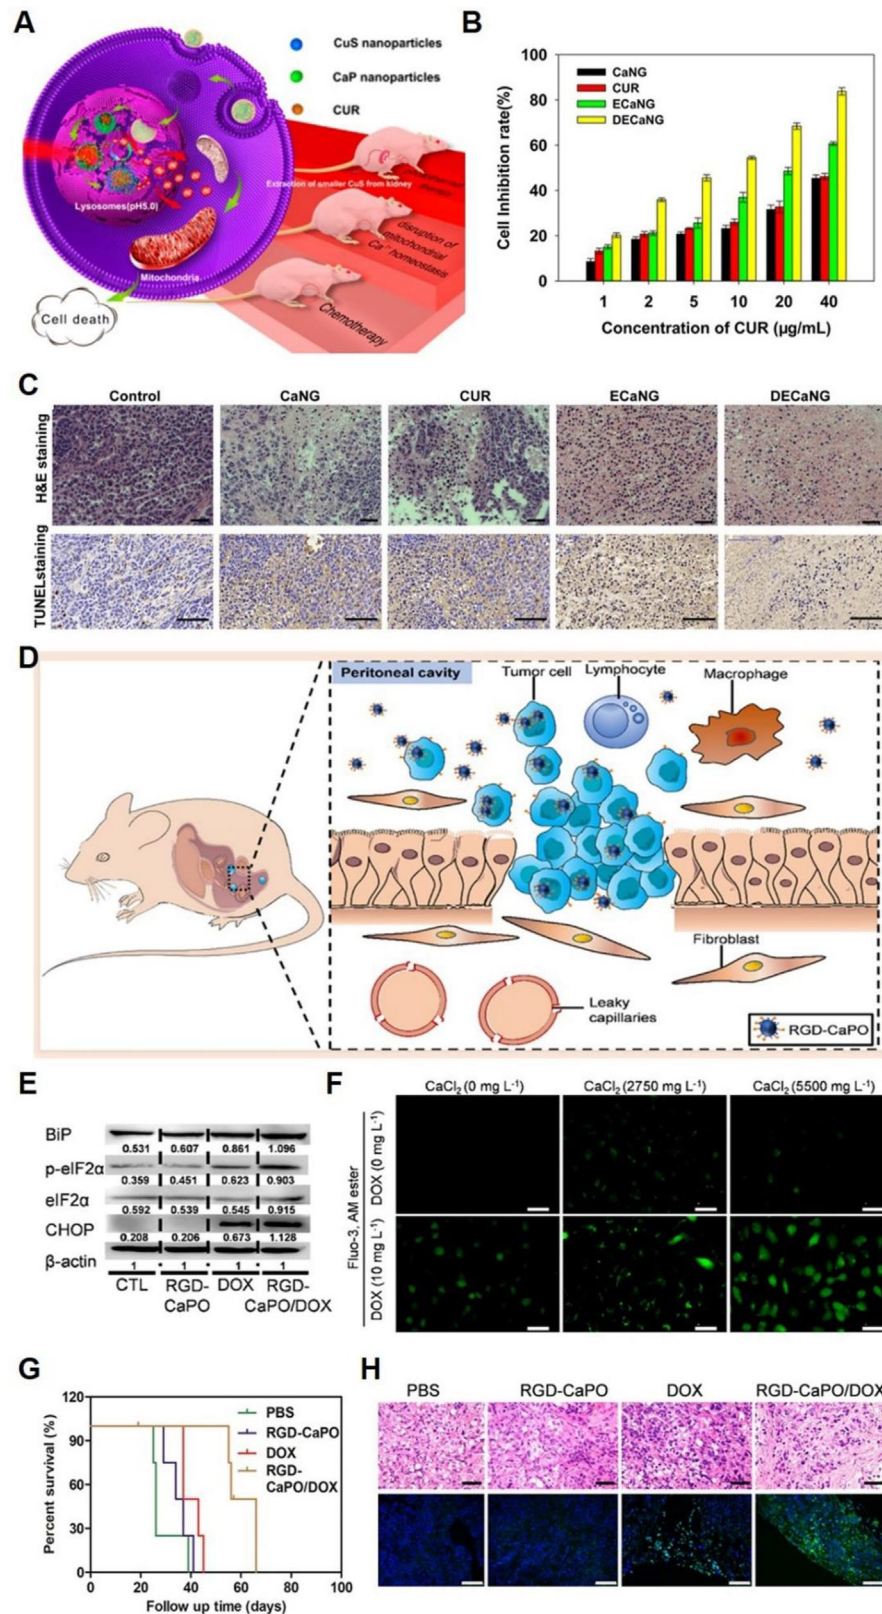 A
CuS nanoparticles
CaP nanoparticles
CUR
Extraction of smaller CuS from kidney
Lysosomes[pH5.0]
Mitochondria
Cell death
disruption of
mitochondrial
Ca²⁺ homeostasis
Chemotherapy
B
Cell Inhibition rate(%)
100
80
60
40
20
0
CaNG
CUR
ECaNG
DECaNG
1 2 5 10 20 40
Concentration of CUR (μg/mL)
C
Control CaNG CUR ECaNG DECaNG
H&E staining
TUNELstaining
D
Peritoneal cavity
Tumor cell
Lymphocyte
Macrophage
Fibroblast
Leaky
capillaries
RGD-CaPO
E
BiP
0.531 0.607 0.861 1.096
p-eIF2α
0.359 0.451 0.623 0.903
eIF2α
0.592 0.539 0.545 0.915
CHOP
0.208 0.206 0.673 1.128
β-actin
1 1 1 1
CTL RGD-CaPO DOX RGD-CaPO/DOX
F
CaCl₂ (0 mg L⁻¹) CaCl₂ (2750 mg L⁻¹) CaCl₂ (5500 mg L⁻¹)
Fluo-3, AM ester
DOX (0 mg L⁻¹)
DOX (10 mg L⁻¹)
G
Percent survival (%)
120
90
60
30
0
PBS
RGD-CaPO
DOX
RGD-
CaPO/DOX
0 20 40 60 80 100
Follow up time (days)
H
PBS RGD-CaPO DOX RGD-CaPO/DOX